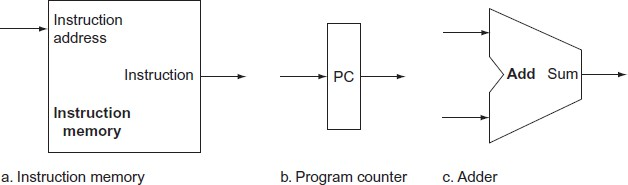 Instruction
address
Instruction
Instruction
memory
PC
Add Sum
a. Instruction memory
b. Program counter
c. Adder